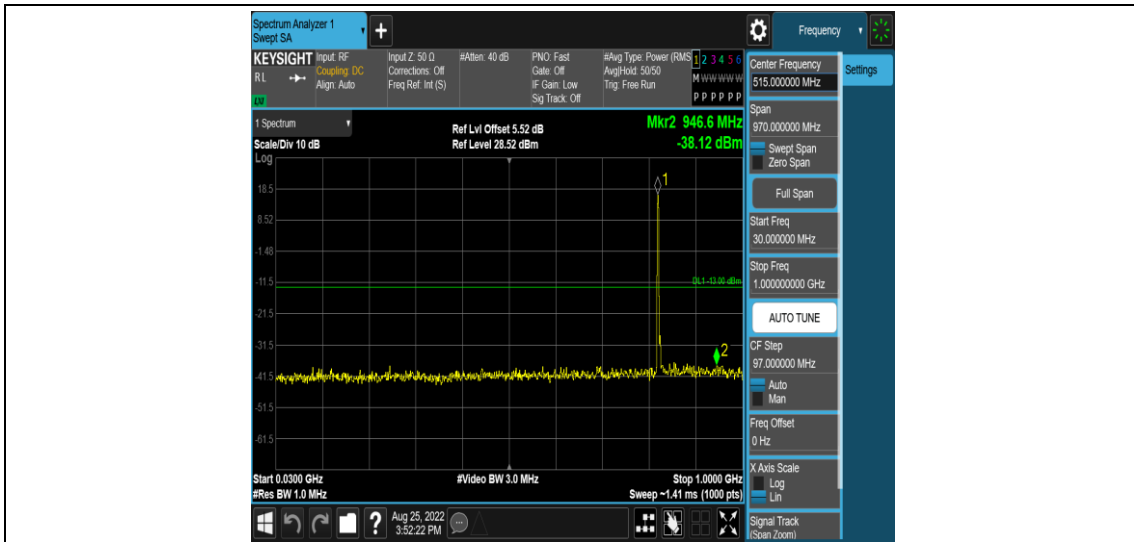 Spectrum Analyzer 1
Swept SA
+
Frequency
KEYSIGHT
RL
LXI
Input: RF
Coupling: DC
Align: Auto
Input Z: 50 Ω
Corrections: Off
Freq Ref: Int (S)
#Atten: 40 dB
PNO: Fast
Gate: Off
IF Gain: Low
Sig Track: Off
#Avg Type: Power (RMS
Avg|Hold: 50/50
Trig: Free Run
1 2 3 4 5 6
M W W W W W
P P P P P P
1 Spectrum
Scale/Div 10 dB
Ref Lvl Offset 5.52 dB
Ref Level 28.52 dBm
Mkr2 946.6 MHz
-38.12 dBm
Log
18.5
8.52
-1.48
-11.5
-21.5
-31.5
-41.5
-51.5
-61.5
1
DL1 -13.00 dBm
2
Start 0.0300 GHz
#Res BW 1.0 MHz
#Video BW 3.0 MHz
Stop 1.0000 GHz
Sweep ~1.41 ms (1000 pts)
Center Frequency
515.000000 MHz
Settings
Span
970.000000 MHz
Swept Span
Zero Span
Full Span
Start Freq
30.000000 MHz
Stop Freq
1.000000000 GHz
AUTO TUNE
CF Step
97.000000 MHz
Auto
Man
Freq Offset
0 Hz
X Axis Scale
Log
Lin
Signal Track
(Span Zoom)
?
Aug 25, 2022
3:52:22 PM